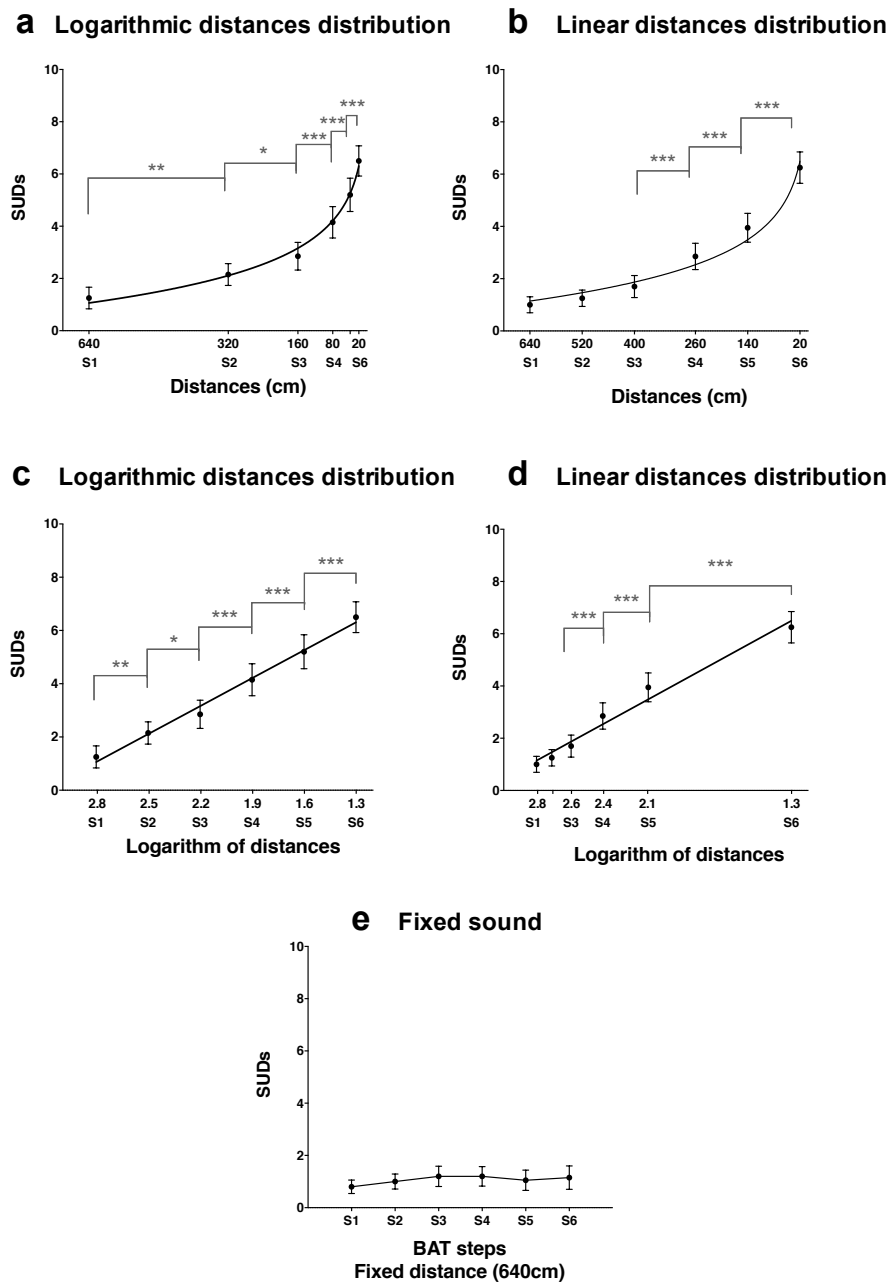 a Logarithmic distances distribution
10
8
6
4
2
0
SUDs
**
*
***
***
***
640 320 160 80 20
S1 S2 S3 S4 S6
Distances (cm)
b Linear distances distribution
10
8
6
4
2
0
SUDs
***
***
***
640 520 400 260 140 20
S1 S2 S3 S4 S5 S6
Distances (cm)
c Logarithmic distances distribution
10
8
6
4
2
0
SUDs
**
*
***
***
***
2.8 2.5 2.2 1.9 1.6 1.3
S1 S2 S3 S4 S5 S6
Logarithm of distances
d Linear distances distribution
10
8
6
4
2
0
SUDs
***
***
***
2.8 2.6 2.4 2.1 1.3
S1 S3 S4 S5 S6
Logarithm of distances
e Fixed sound
10
8
6
4
2
0
SUDs
S1 S2 S3 S4 S5 S6
BAT steps
Fixed distance (640cm)